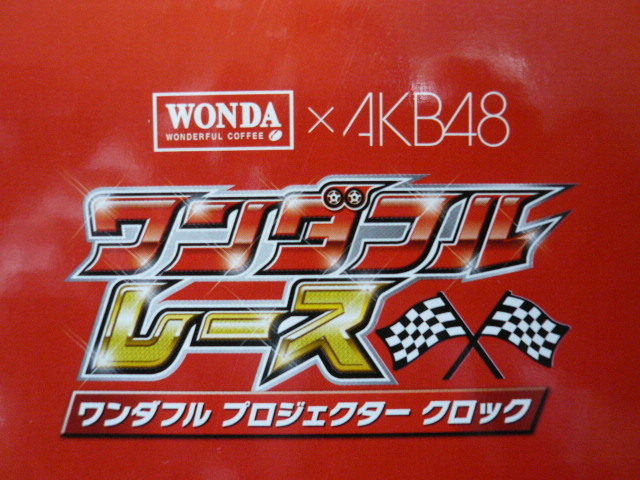 WONDA × AKB48
WONDERFUL COFFEE
ワンダフル
レース
ワンダフル プロジェクター クロック